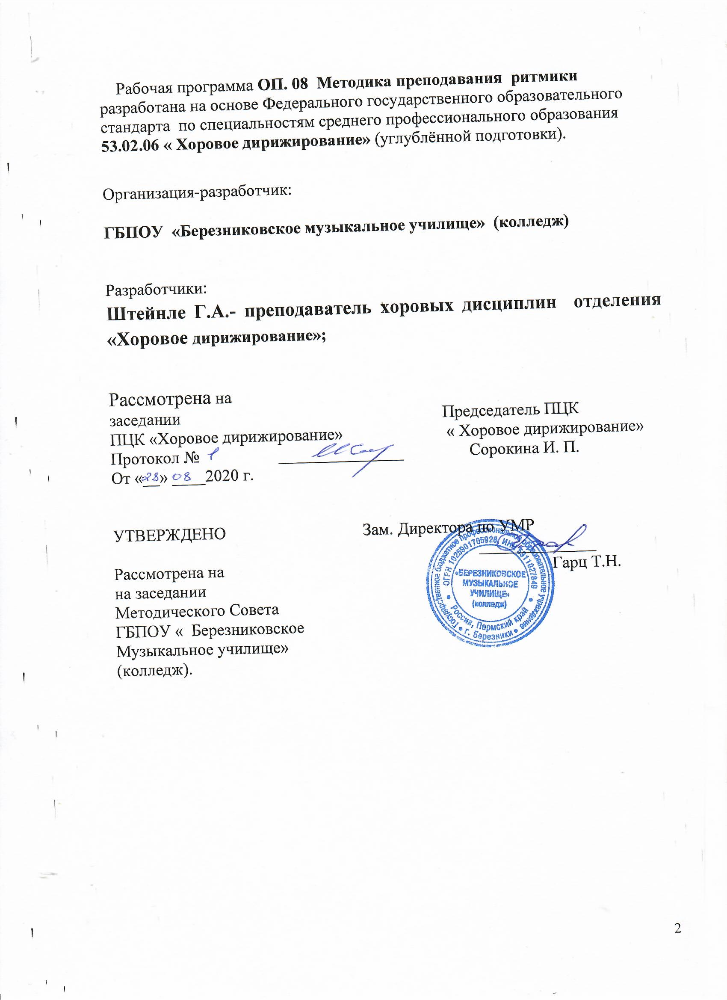 Рабочая программа ОП. 08 Методика преподавания ритмики
разработана на основе Федерального государственного образовательного
стандарта по специальностям среднего профессионального образования
53.02.06 « Хоровое дирижирование» (углублённой подготовки).
Организация-разработчик:
ГБПОУ «Березниковское музыкальное училище» (колледж)
Разработчики:
Штейнле Г.А.- преподаватель хоровых дисциплин отделения
«Хоровое дирижирование»;
Рассмотрена на
заседании
ПЦК «Хоровое дирижирование»
Протокол № 1
От «28» 08 2020 г.
Председатель ПЦК
« Хоровое дирижирование»
Сорокина И. П.
УТВЕРЖДЕНО
Зам. Директора по УМР
Гарц Т.Н.
Рассмотрена на
на заседании
Методического Совета
ГБПОУ « Березниковское
Музыкальное училище»
(колледж).
Государственное бюджетное профессиональное образовательное учреждение
г. Березники
ОГРН 1025901705928, ИНН 5911027849
Россия, Пермский край
«БЕРЕЗНИКОВСКОЕ
МУЗЫКАЛЬНОЕ
УЧИЛИЩЕ»
(колледж)
2